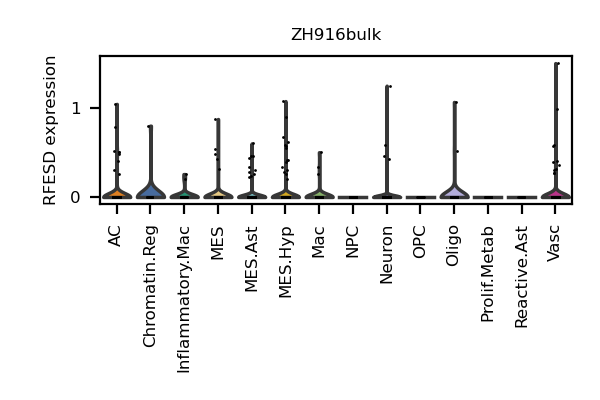 ZH916bulk
RFESD expression
1
0
AC
Chromatin.Reg
Inflammatory.Mac
MES
MES.Ast
MES.Hyp
Mac
NPC
Neuron
OPC
Oligo
Prolif.Metab
Reactive.Ast
Vasc